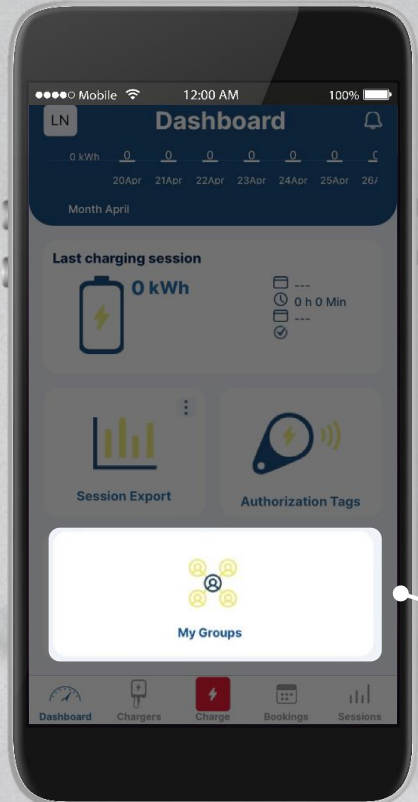 Mobile 12:00 AM 100%
LN Dashboard
0 kWh 0 0 0 0 0 0
20Apr 21Apr 22Apr 23Apr 24Apr 25Apr 26
Month April
Last charging session
0 kWh
---
0 h 0 Min
---
Session Export Authorization Tags
My Groups
Dashboard Chargers Charge Bookings Sessions